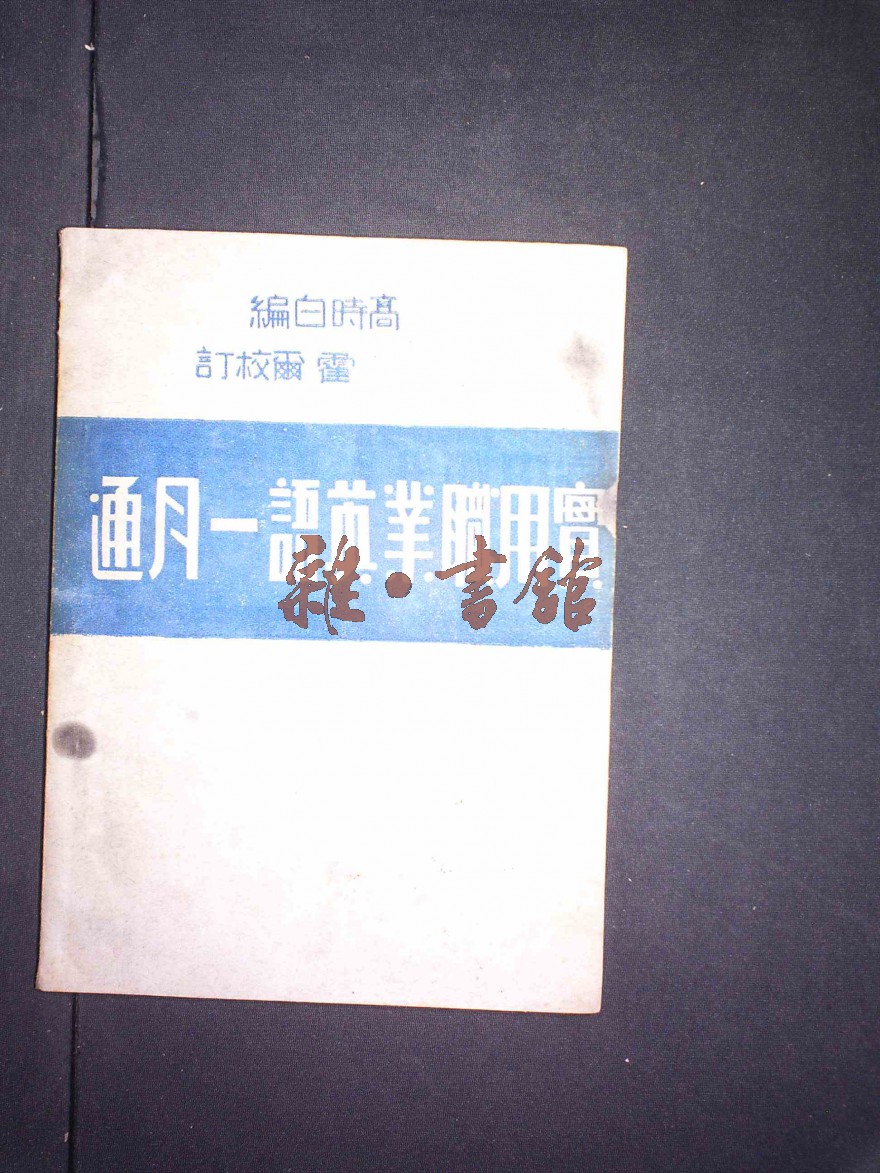 高時白編
霍爾校訂
實用職業英語一月通
雜·書館